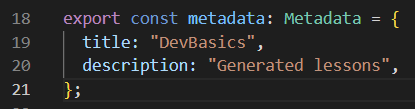 18 export const metadata: Metadata = {
19   title: "DevBasics",
20   description: "Generated lessons",
21 };